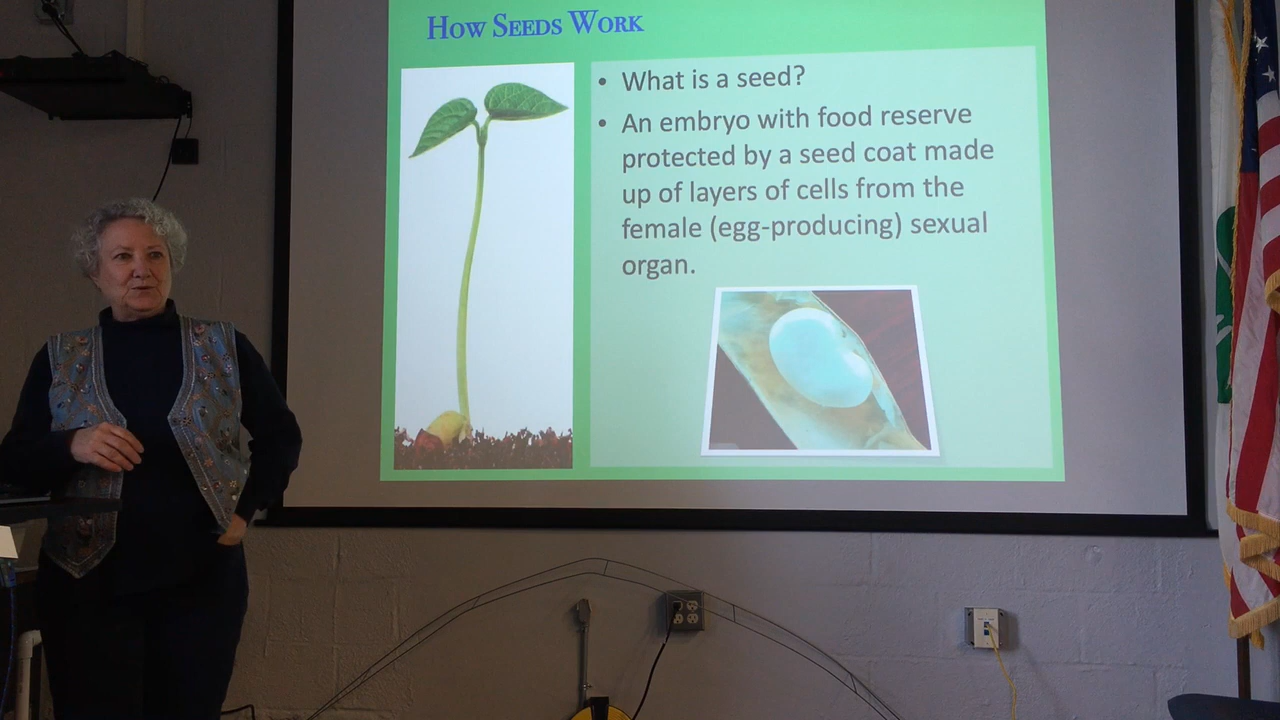 How Seeds Work
• What is a seed?
• An embryo with food reserve
protected by a seed coat made
up of layers of cells from the
female (egg-producing) sexual
organ.